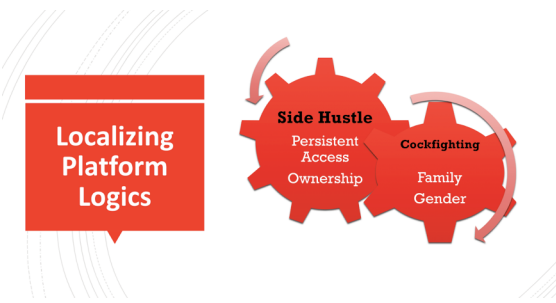 Localizing
Platform
Logics
Side Hustle
Persistent
Access
Ownership
Cockfighting
Family
Gender